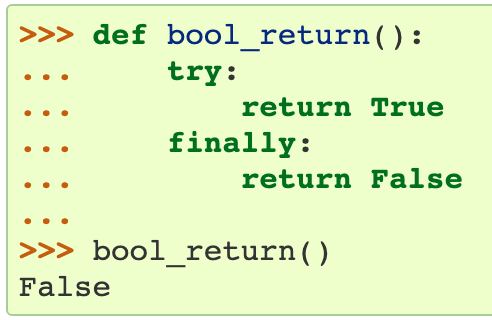 >>> def bool_return():
...     try:
...         return True
...     finally:
...         return False
...
>>> bool_return()
False